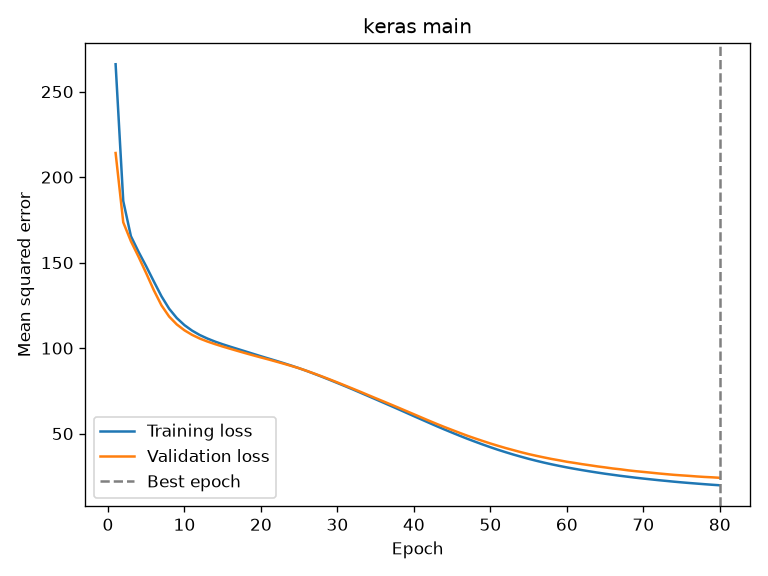 keras main
Mean squared error
250
200
150
100
50
Training loss
Validation loss
Best epoch
0 10 20 30 40 50 60 70 80
Epoch